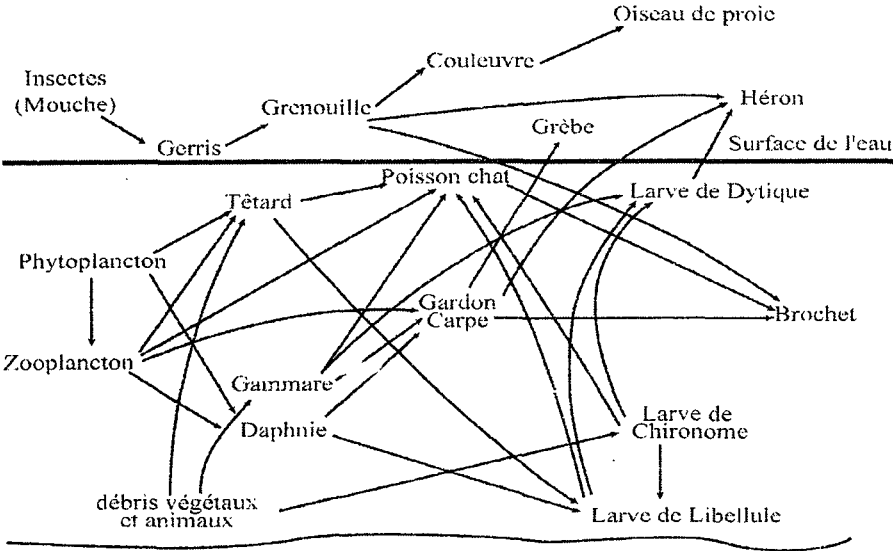 Oiseau de proie
Couleuvre
Insectes
(Mouche)
Grenouille
Héron
Grèbe
Gerris
Surface de l'eau
Poisson chat
Têtard
Larve de Dytique
Phytoplancton
Gardon
Carpe
Brochet
Zooplancton
Gammare
Daphnie
Larve de
Chironome
débris végétaux
et animaux
Larve de Libellule